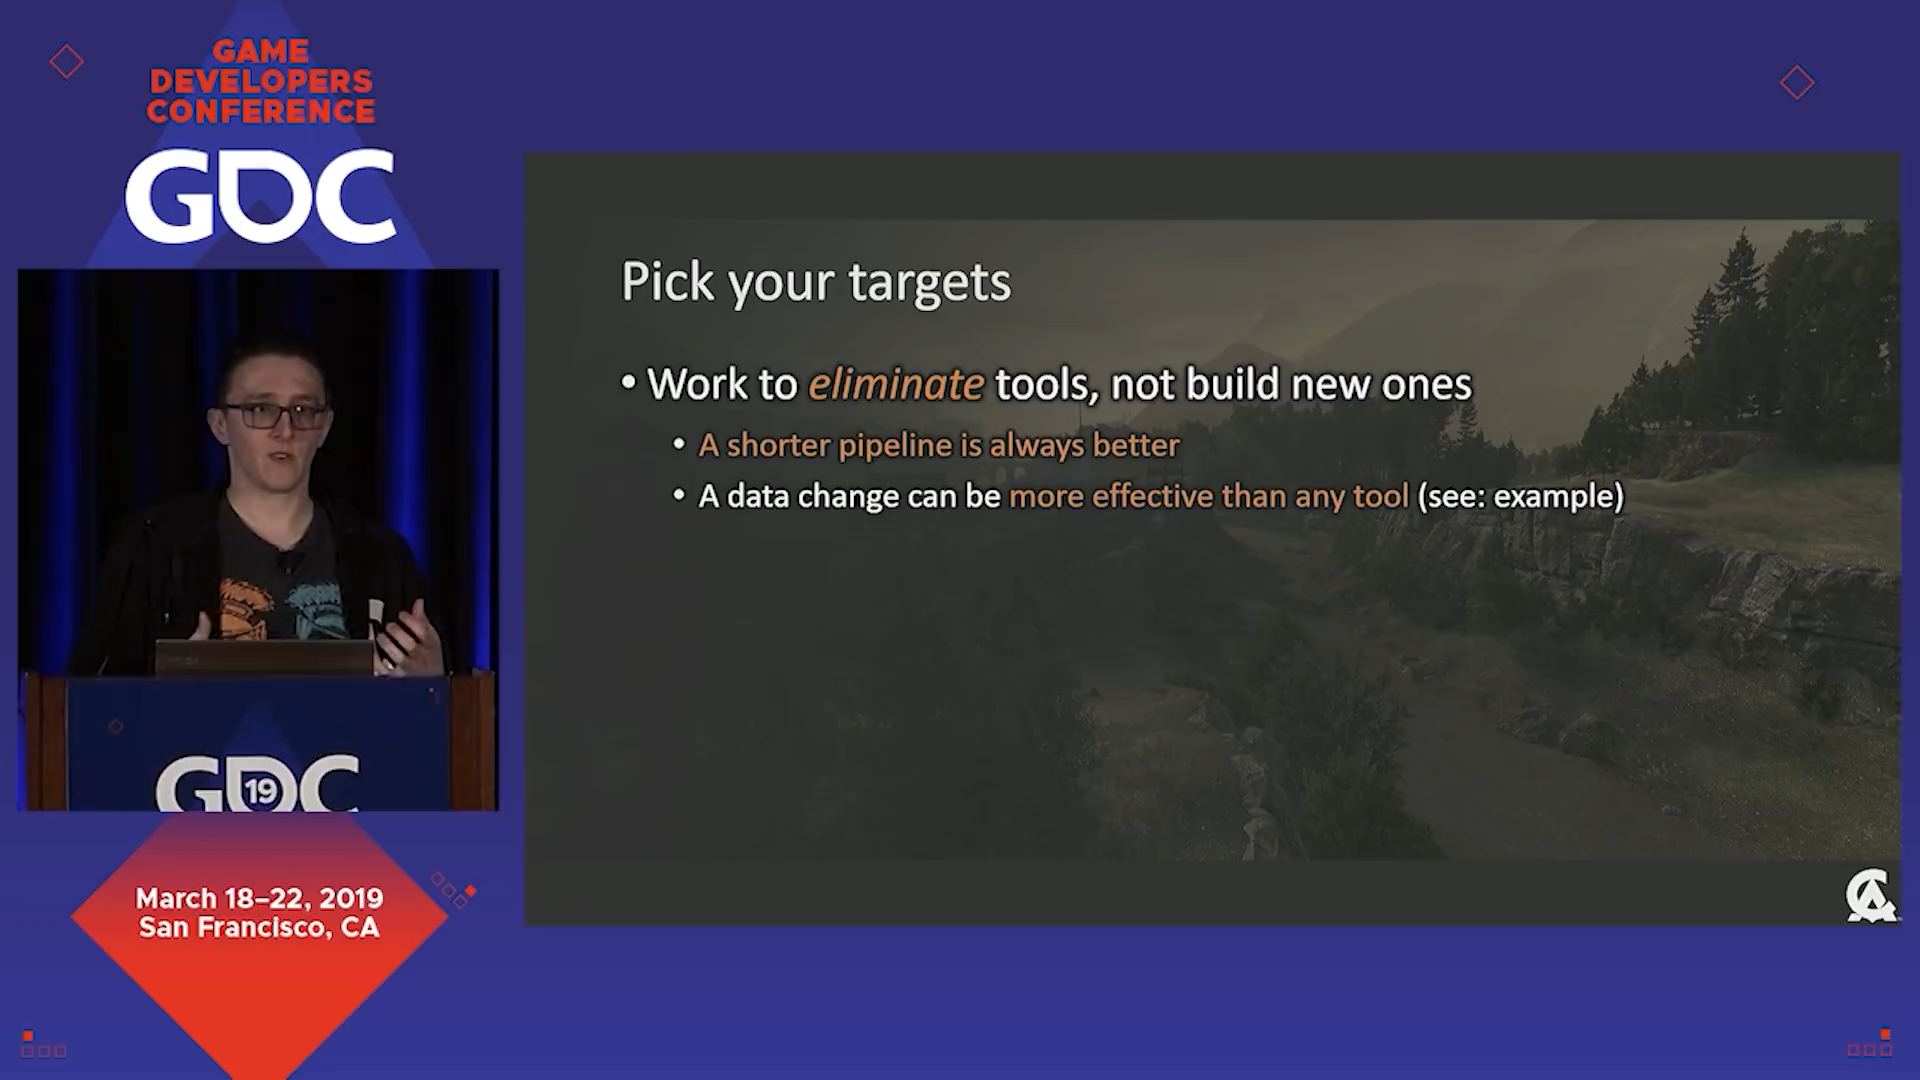 GAME
DEVELOPERS
CONFERENCE
GDC
GDC
19
March 18–22, 2019
San Francisco, CA
Pick your targets
• Work to eliminate tools, not build new ones
• A shorter pipeline is always better
• A data change can be more effective than any tool (see: example)
CA